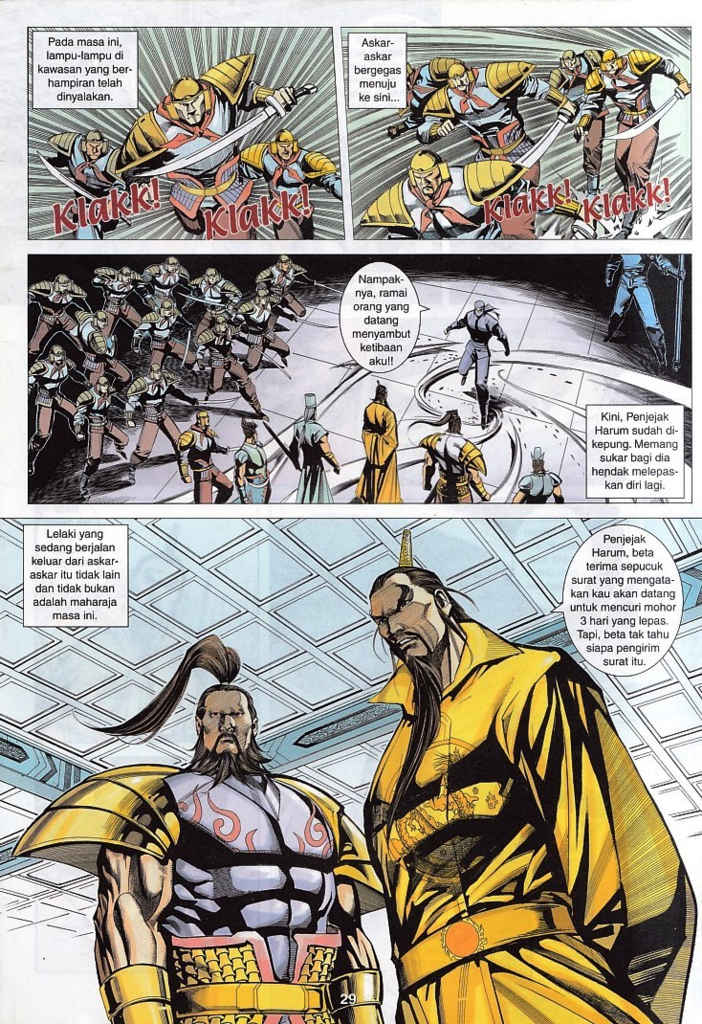 Pada masa ini,
lampu-lampu di
kawasan yang ber-
hampiran telah
dinyalakan.
Klakk!
Klakk!
Askar-
askar
bergegas
menuju
ke sini...
Klakk!
Klakk!
Nampak-
nya, ramai
orang yang
datang
menyambut
ketibaan
aku!!
Kini, Penjejak
Harum sudah di-
kepung. Memang
sukar bagi dia
hendak melepas-
kan diri lagi.
Lelaki yang
sedang berjalan
keluar dari askar-
askar itu tidak lain
dan tidak bukan
adalah maharaja
masa ini.
Penjejak
Harum, beta
terima sepucuk
surat yang mengata-
kan kau akan datang
untuk mencuri mohor
3 hari yang lepas.
Tapi, beta tak tahu
siapa pengirim
surat itu.
29